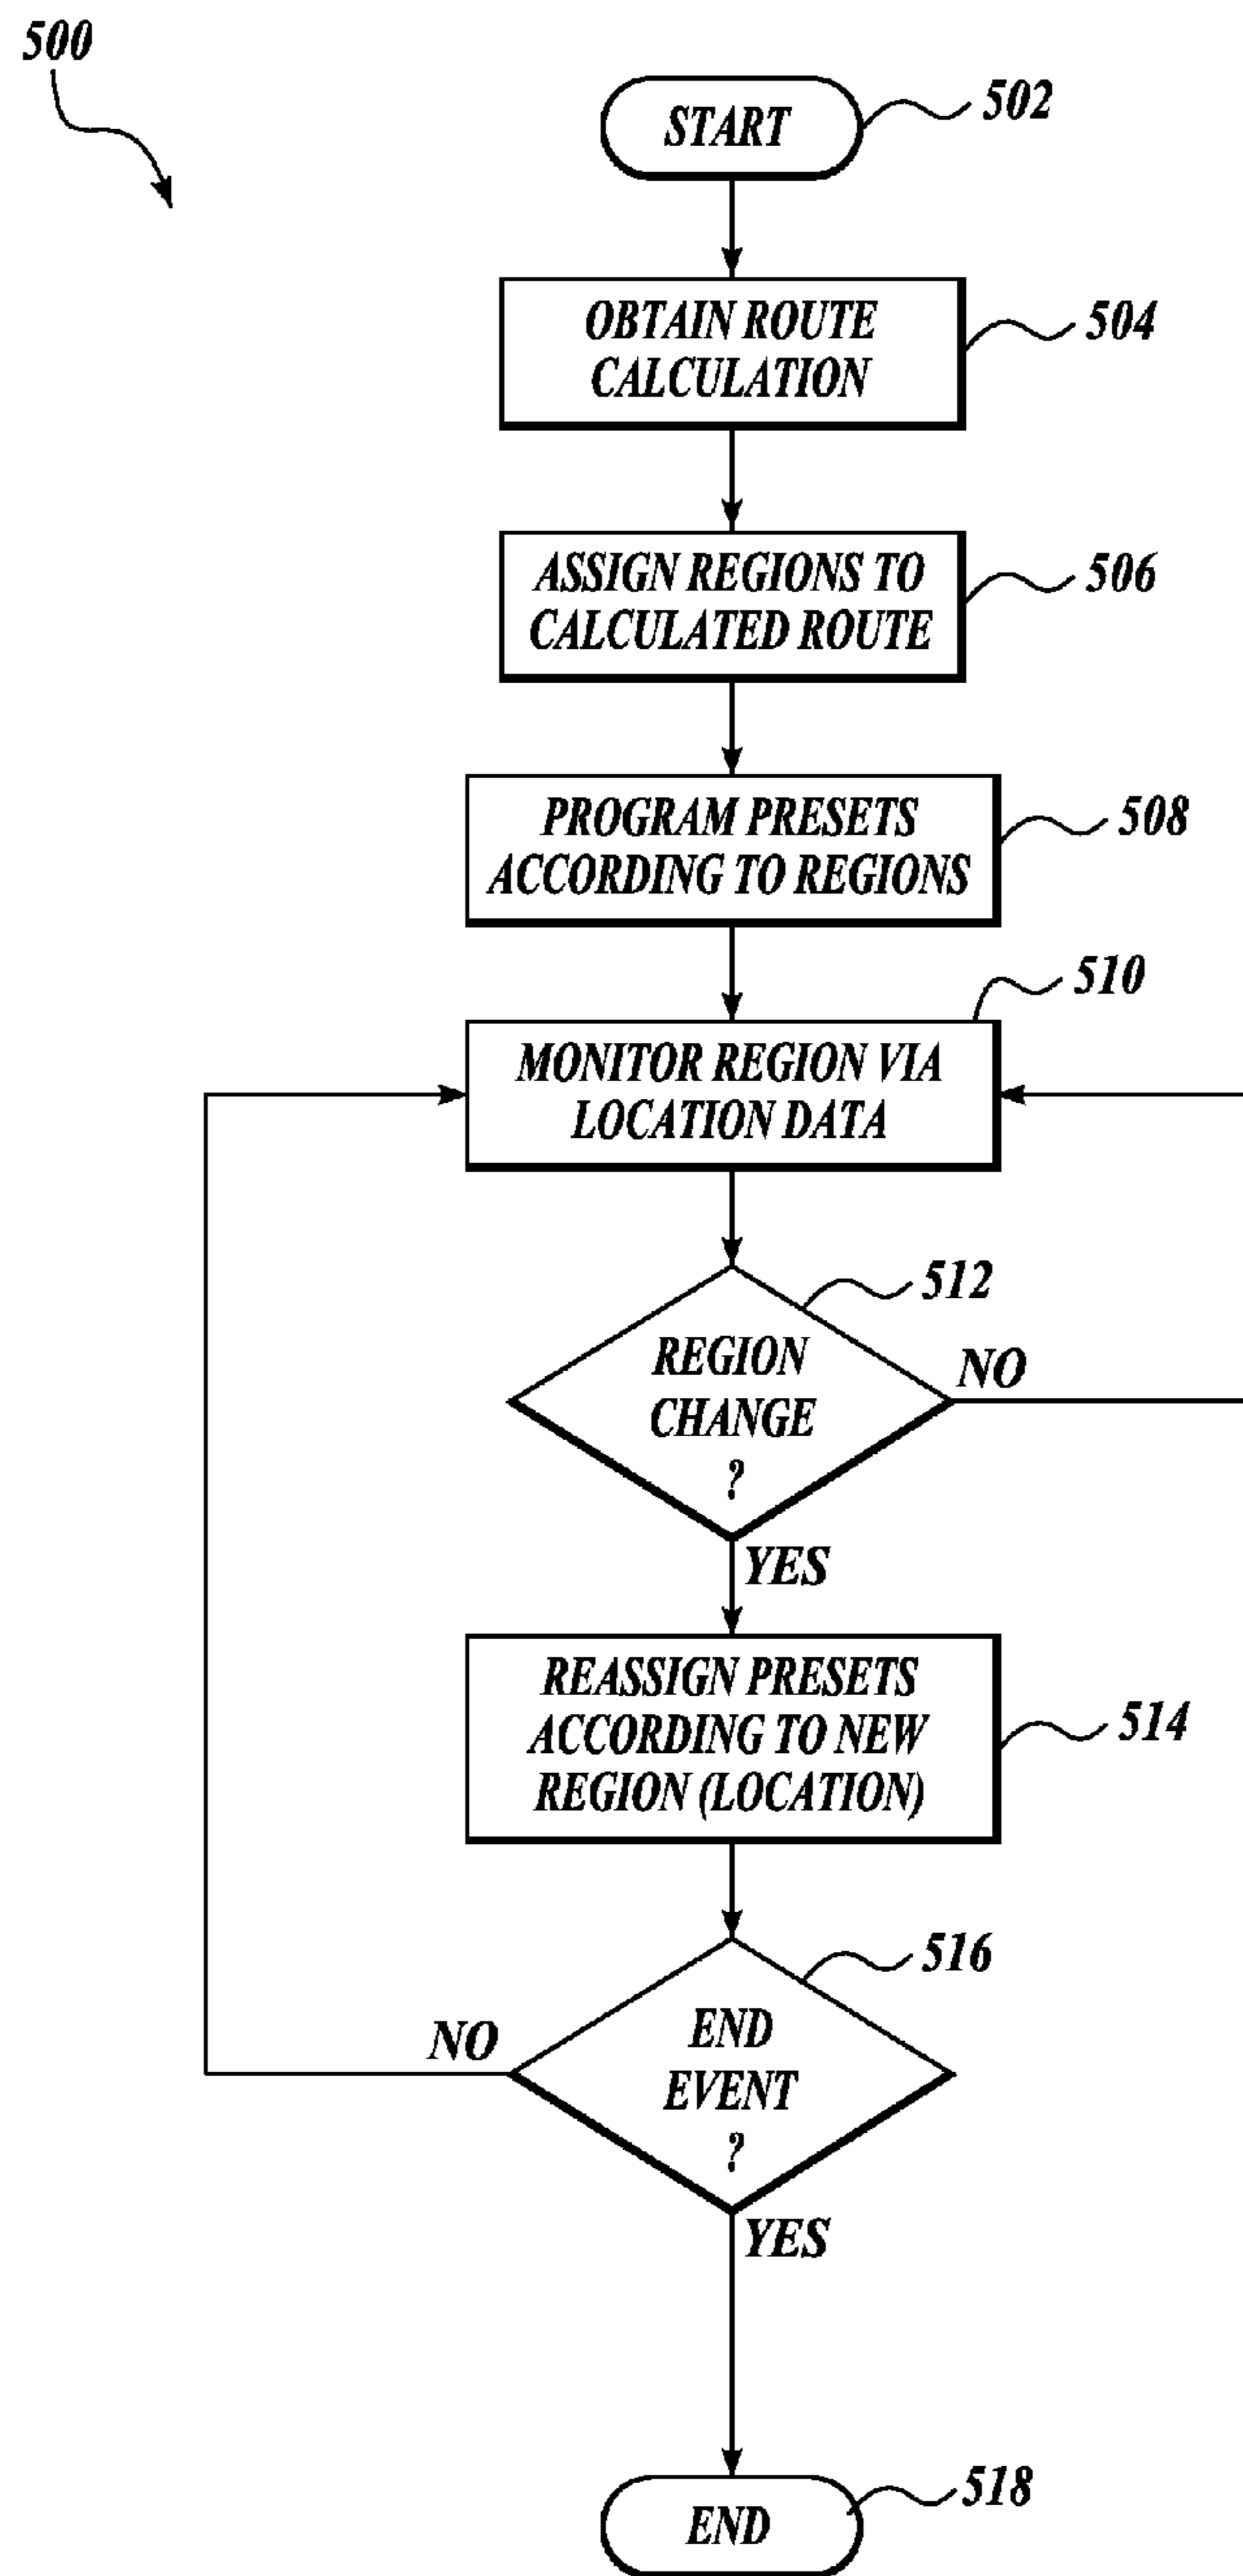 500
START
502
OBTAIN ROUTE
CALCULATION
504
ASSIGN REGIONS TO
CALCULATED ROUTE
506
PROGRAM PRESETS
ACCORDING TO REGIONS
508
510
MONITOR REGION VIA
LOCATION DATA
512
REGION
CHANGE
?
NO
YES
REASSIGN PRESETS
ACCORDING TO NEW
REGION (LOCATION)
514
516
END
EVENT
?
NO
YES
END
518